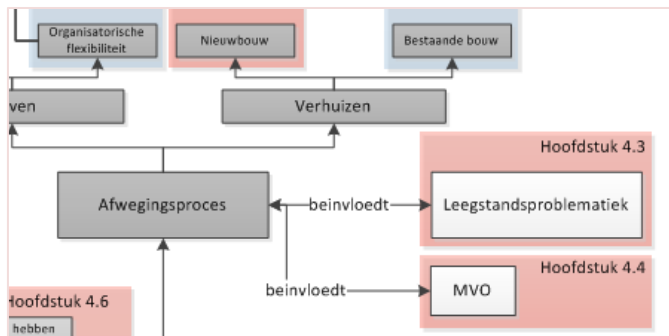 Organisatorische
flexibiliteit
Nieuwbouw
Bestaande bouw
ven
Verhuizen
Hoofdstuk 4.3
Afwegingsproces
beinvloedt
Leegstandsproblematiek
Hoofdstuk 4.4
beinvloedt
MVO
Hoofdstuk 4.6
hebben